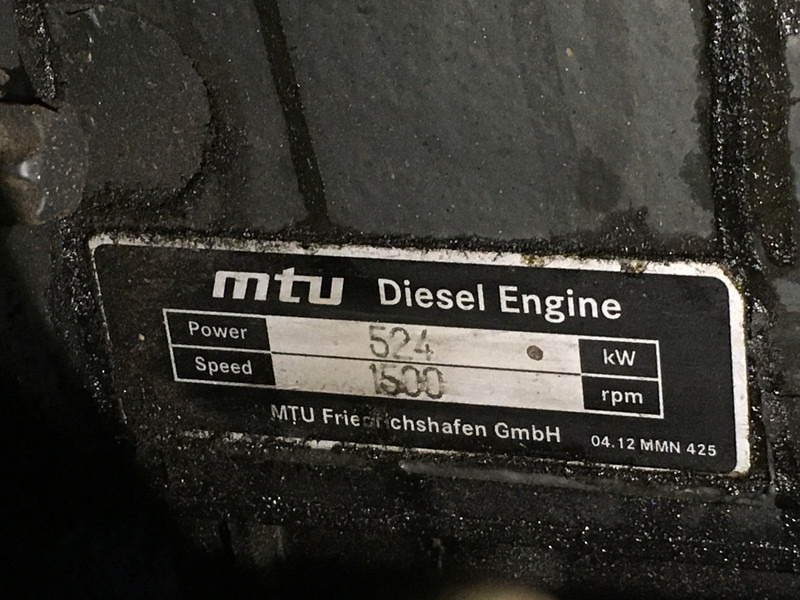 mtu Diesel Engine
Power 524 kW
Speed 1500 rpm
MTU Friedrichshafen GmbH
04.12 MMN 425